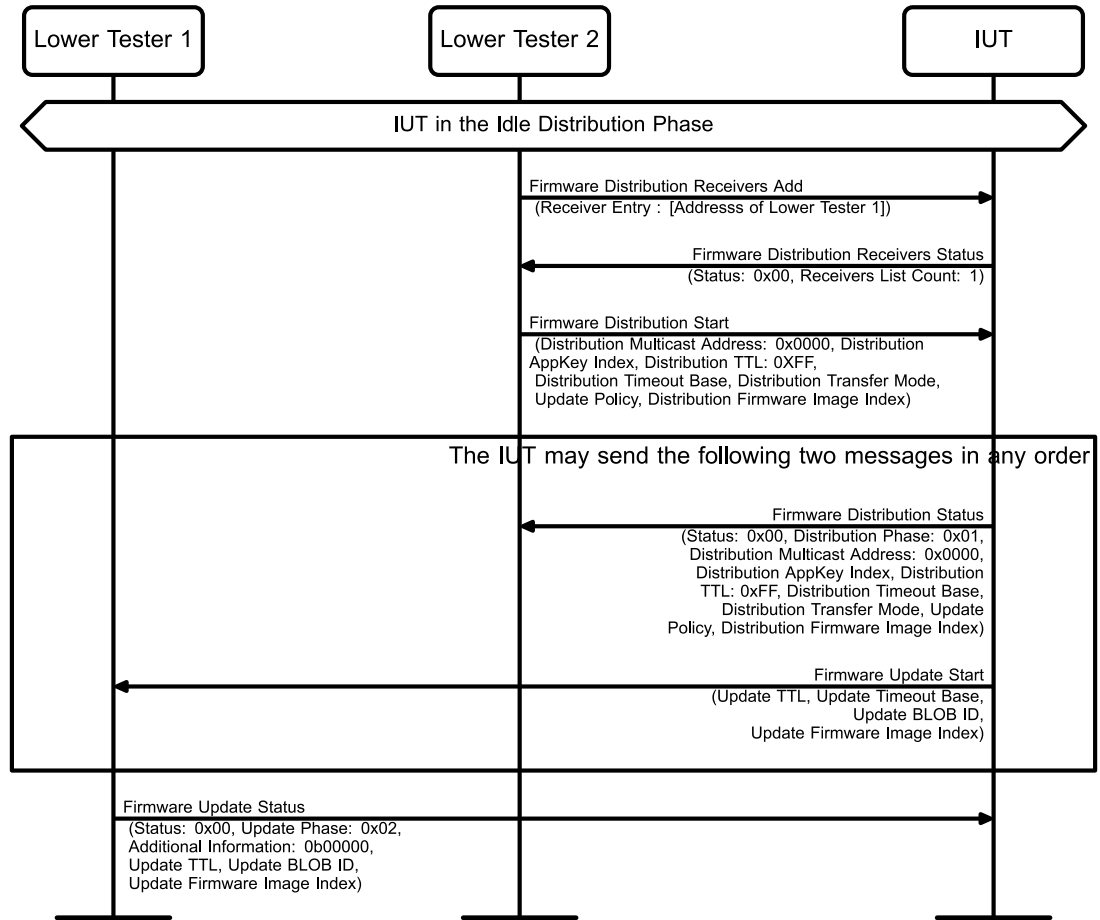 Lower Tester 1
Lower Tester 2
IUT
IUT in the Idle Distribution Phase
Firmware Distribution Receivers Add
(Receiver Entry : [Addresss of Lower Tester 1])
Firmware Distribution Receivers Status
(Status: 0x00, Receivers List Count: 1)
Firmware Distribution Start
(Distribution Multicast Address: 0x0000, Distribution
AppKey Index, Distribution TTL: 0XFF,
Distribution Timeout Base, Distribution Transfer Mode,
Update Policy, Distribution Firmware Image Index)
The IUT may send the following two messages in any order
Firmware Distribution Status
(Status: 0x00, Distribution Phase: 0x01,
Distribution Multicast Address: 0x0000,
Distribution AppKey Index, Distribution
TTL: 0xFF, Distribution Timeout Base,
Distribution Transfer Mode, Update
Policy, Distribution Firmware Image Index)
Firmware Update Start
(Update TTL, Update Timeout Base,
Update BLOB ID,
Update Firmware Image Index)
Firmware Update Status
(Status: 0x00, Update Phase: 0x02,
Additional Information: 0b00000,
Update TTL, Update BLOB ID,
Update Firmware Image Index)